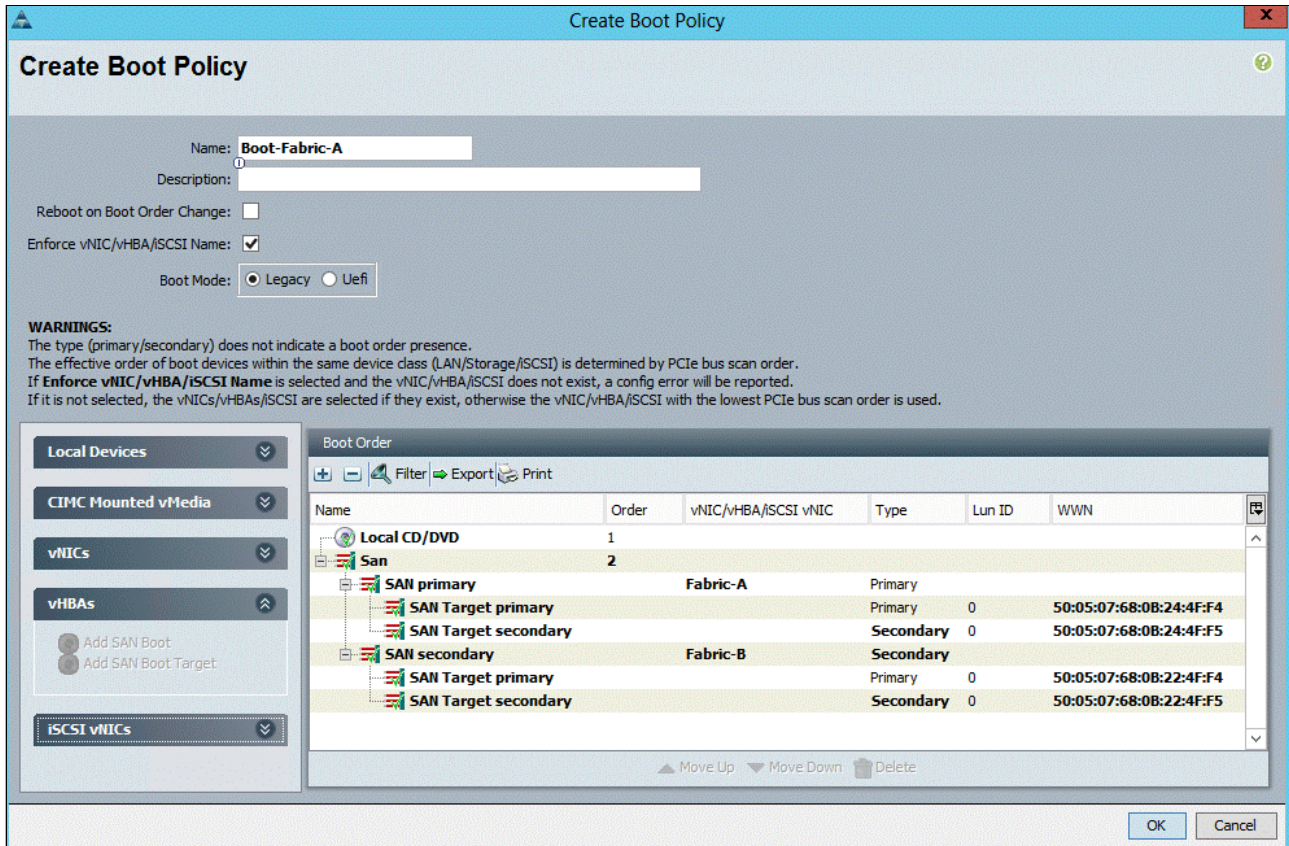 Create Boot Policy
x
Create Boot Policy
?
Name: Boot-Fabric-A
Description:
Reboot on Boot Order Change:
Enforce vNIC/vHBA/iSCSI Name:
Boot Mode: Legacy Uefi
WARNINGS:
The type (primary/secondary) does not indicate a boot order presence.
The effective order of boot devices within the same device class (LAN/Storage/iSCSI) is determined by PCIe bus scan order.
If Enforce vNIC/vHBA/iSCSI Name is selected and the vNIC/vHBA/iSCSI does not exist, a config error will be reported.
If it is not selected, the vNICs/vHBAs/iSCSI are selected if they exist, otherwise the vNIC/vHBA/iSCSI with the lowest PCIe bus scan order is used.
Local Devices
CIMC Mounted vMedia
vNICs
vHBAs
Add SAN Boot
Add SAN Boot Target
iSCSI vNICs
Boot Order
Filter Export Print
Name Order vNIC/vHBA/iSCSI vNIC Type Lun ID WWN
Local CD/DVD 1
San 2
SAN primary Fabric-A Primary
SAN Target primary Primary 0 50:05:07:68:0B:24:4F:F4
SAN Target secondary Secondary 0 50:05:07:68:0B:24:4F:F5
SAN secondary Fabric-B Secondary
SAN Target primary Primary 0 50:05:07:68:0B:22:4F:F4
SAN Target secondary Secondary 0 50:05:07:68:0B:22:4F:F5
Move Up Move Down Delete
OK Cancel